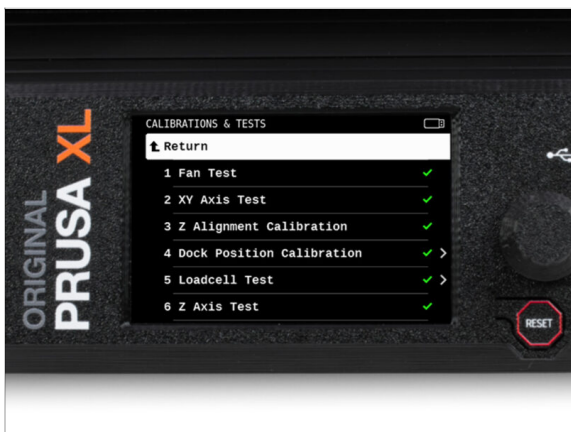 ORIGINAL
PRUSA XL
CALIBRATIONS & TESTS
Return
1 Fan Test
2 XY Axis Test
3 Z Alignment Calibration
4 Dock Position Calibration
5 Loadcell Test
6 Z Axis Test
RESET